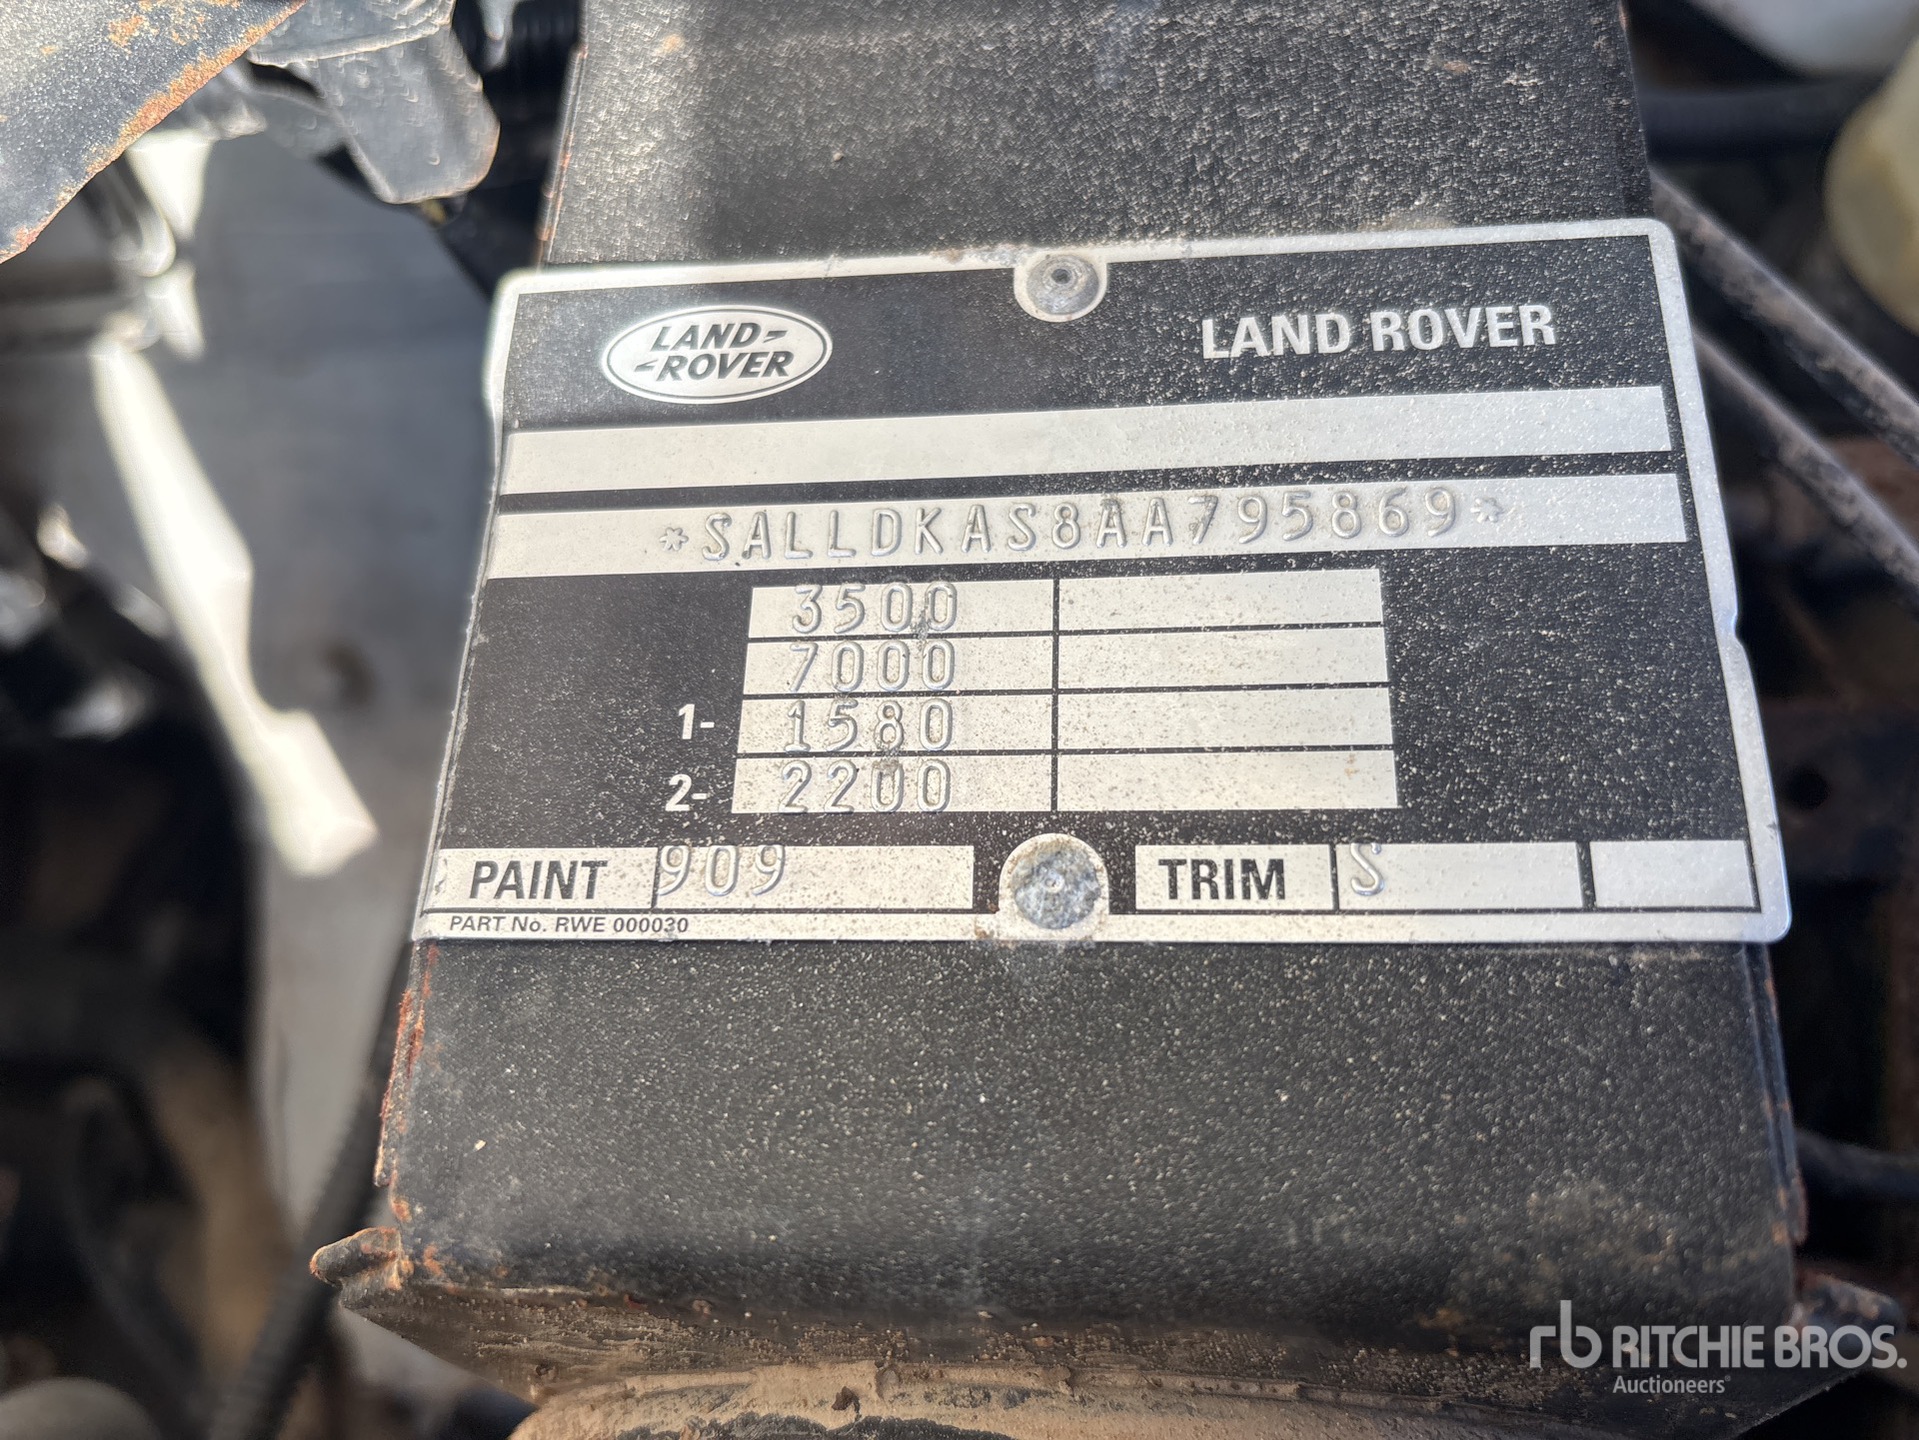 LAND-
-ROVER
LAND ROVER
*SALLDKAS8AA795869*
3500
7000
1- 1580
2- 2200
PAINT 909 TRIM S
PART No. RWE 000030
rb RITCHIE BROS.
Auctioneers